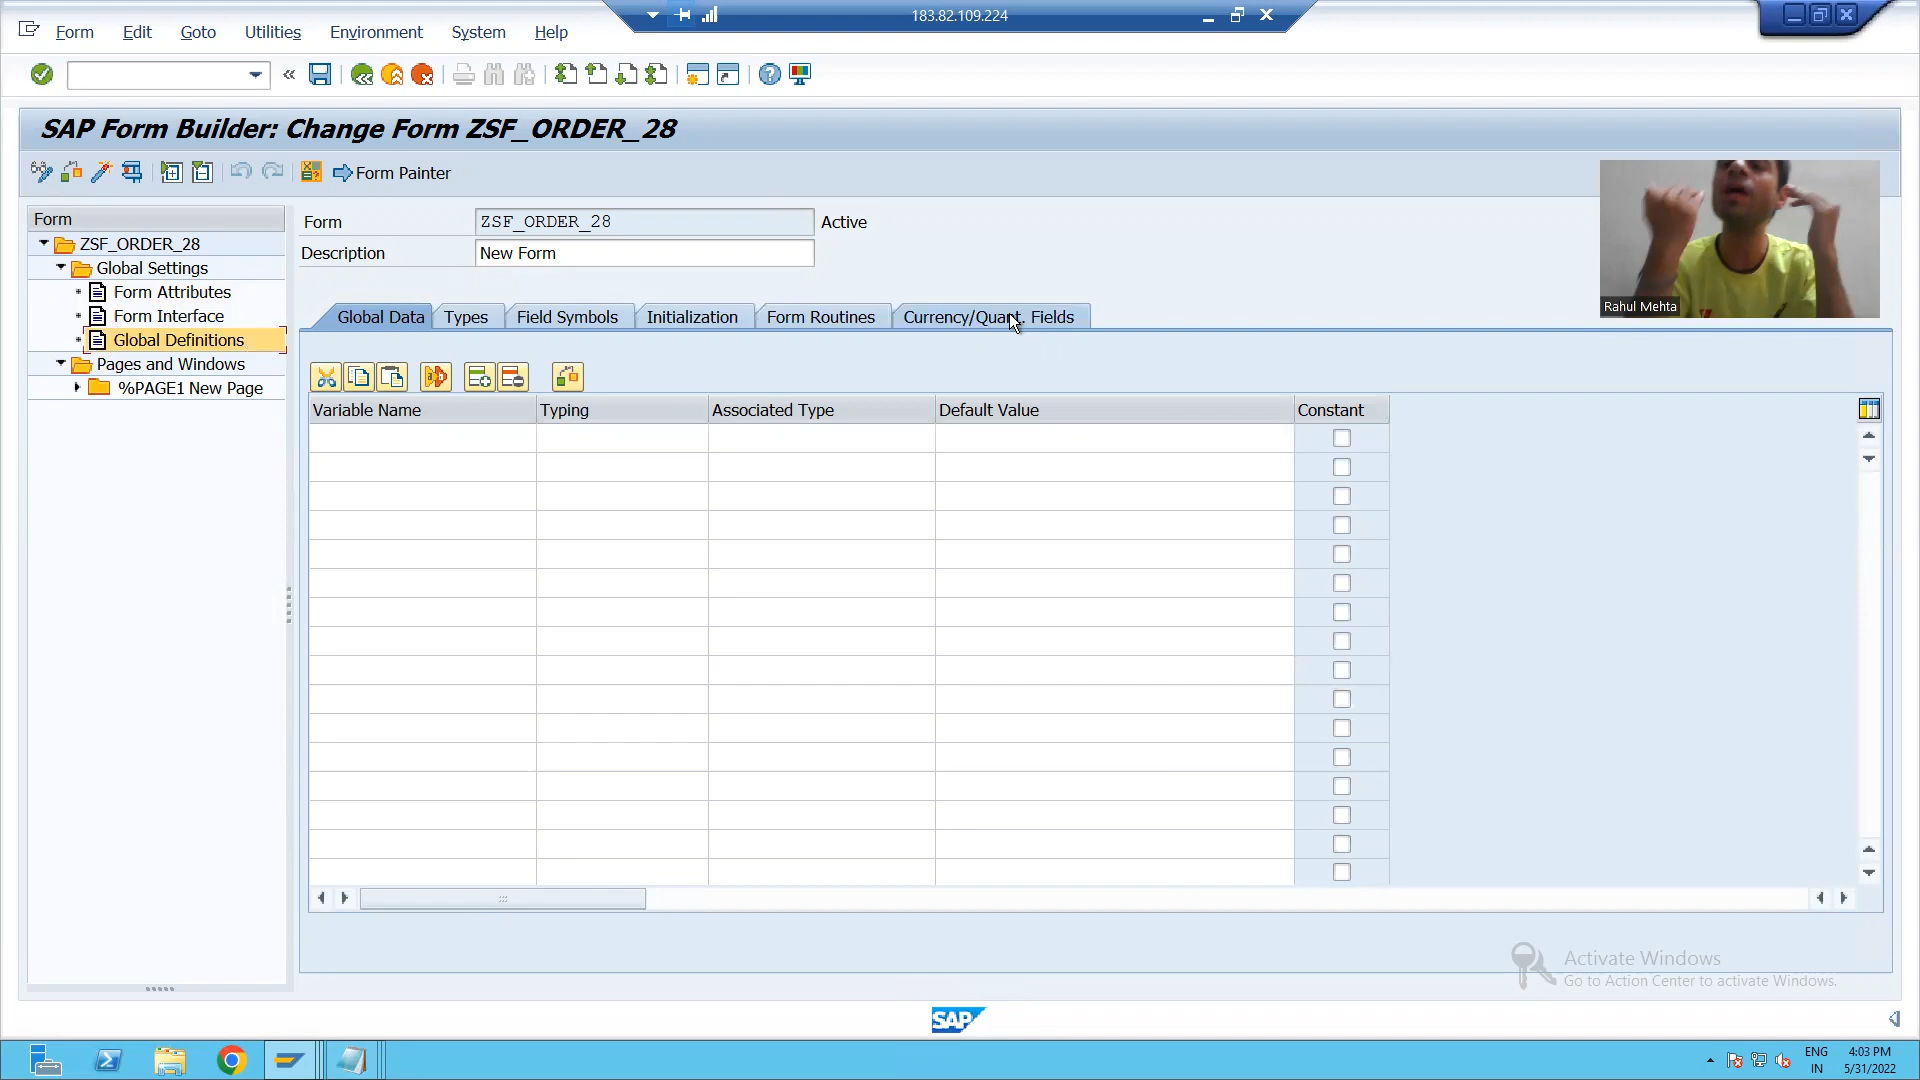 183.82.109.224
Form Edit Goto Utilities Environment System Help
SAP Form Builder: Change Form ZSF_ORDER_28
Form Painter
Rahul Mehta
Form
ZSF_ORDER_28
Global Settings
Form Attributes
Form Interface
Global Definitions
Pages and Windows
%PAGE1 New Page
Form ZSF_ORDER_28 Active
Description New Form
Global Data Types Field Symbols Initialization Form Routines Currency/Quant. Fields
Variable Name Typing Associated Type Default Value Constant
Activate Windows
Go to Action Center to activate Windows.
SAP
ENG 4:03 PM
IN 5/31/2022